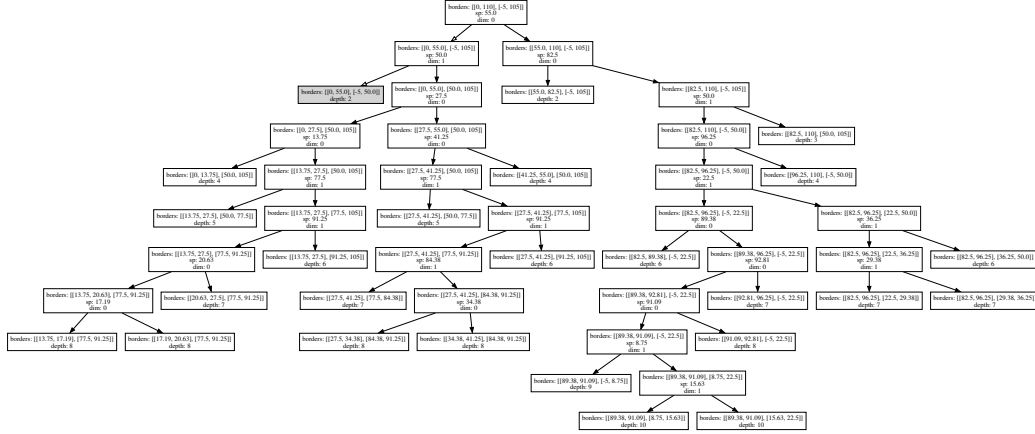 borders: [[0, 110], [-5, 105]]
sp: 55.0
dim: 0
borders: [[0, 55.0], [-5, 105]]
sp: 50.0
dim: 1
borders: [[55.0, 110], [-5, 105]]
sp: 82.5
dim: 0
borders: [[0, 55.0], [-5, 50.0]]
depth: 2
borders: [[0, 55.0], [50.0, 105]]
sp: 27.5
dim: 0
borders: [[55.0, 82.5], [-5, 105]]
depth: 2
borders: [[82.5, 110], [-5, 105]]
sp: 50.0
dim: 1
borders: [[0, 27.5], [50.0, 105]]
sp: 13.75
dim: 0
borders: [[27.5, 55.0], [50.0, 105]]
sp: 41.25
dim: 0
borders: [[82.5, 110], [-5, 50.0]]
sp: 96.25
dim: 0
borders: [[82.5, 110], [50.0, 105]]
depth: 3
borders: [[0, 13.75], [50.0, 105]]
depth: 4
borders: [[13.75, 27.5], [50.0, 105]]
sp: 77.5
dim: 1
borders: [[27.5, 41.25], [50.0, 105]]
sp: 77.5
dim: 1
borders: [[41.25, 55.0], [50.0, 105]]
depth: 4
borders: [[82.5, 96.25], [-5, 50.0]]
sp: 22.5
dim: 1
borders: [[96.25, 110], [-5, 50.0]]
depth: 4
borders: [[13.75, 27.5], [50.0, 77.5]]
depth: 5
borders: [[13.75, 27.5], [77.5, 105]]
sp: 91.25
dim: 1
borders: [[27.5, 41.25], [50.0, 77.5]]
depth: 5
borders: [[27.5, 41.25], [77.5, 105]]
sp: 91.25
dim: 1
borders: [[82.5, 96.25], [-5, 22.5]]
sp: 89.38
dim: 0
borders: [[82.5, 96.25], [22.5, 50.0]]
sp: 36.25
dim: 1
borders: [[13.75, 27.5], [77.5, 91.25]]
sp: 20.63
dim: 0
borders: [[13.75, 27.5], [91.25, 105]]
depth: 6
borders: [[27.5, 41.25], [77.5, 91.25]]
sp: 84.38
dim: 1
borders: [[27.5, 41.25], [91.25, 105]]
depth: 6
borders: [[82.5, 89.38], [-5, 22.5]]
depth: 6
borders: [[89.38, 96.25], [-5, 22.5]]
sp: 92.81
dim: 0
borders: [[82.5, 96.25], [22.5, 36.25]]
sp: 29.38
dim: 1
borders: [[82.5, 96.25], [36.25, 50.0]]
depth: 6
borders: [[13.75, 20.63], [77.5, 91.25]]
sp: 17.19
dim: 0
borders: [[20.63, 27.5], [77.5, 91.25]]
depth: 7
borders: [[27.5, 41.25], [77.5, 84.38]]
depth: 7
borders: [[27.5, 41.25], [84.38, 91.25]]
sp: 34.38
dim: 0
borders: [[89.38, 92.81], [-5, 22.5]]
sp: 91.09
dim: 0
borders: [[92.81, 96.25], [-5, 22.5]]
depth: 7
borders: [[82.5, 96.25], [22.5, 29.38]]
depth: 7
borders: [[82.5, 96.25], [29.38, 36.25]]
depth: 7
borders: [[13.75, 17.19], [77.5, 91.25]]
depth: 8
borders: [[17.19, 20.63], [77.5, 91.25]]
depth: 8
borders: [[27.5, 34.38], [84.38, 91.25]]
depth: 8
borders: [[34.38, 41.25], [84.38, 91.25]]
depth: 8
borders: [[89.38, 91.09], [-5, 22.5]]
sp: 8.75
dim: 1
borders: [[91.09, 92.81], [-5, 22.5]]
depth: 8
borders: [[89.38, 91.09], [-5, 8.75]]
depth: 9
borders: [[89.38, 91.09], [8.75, 22.5]]
sp: 15.63
dim: 1
borders: [[89.38, 91.09], [8.75, 15.63]]
depth: 10
borders: [[89.38, 91.09], [15.63, 22.5]]
depth: 10